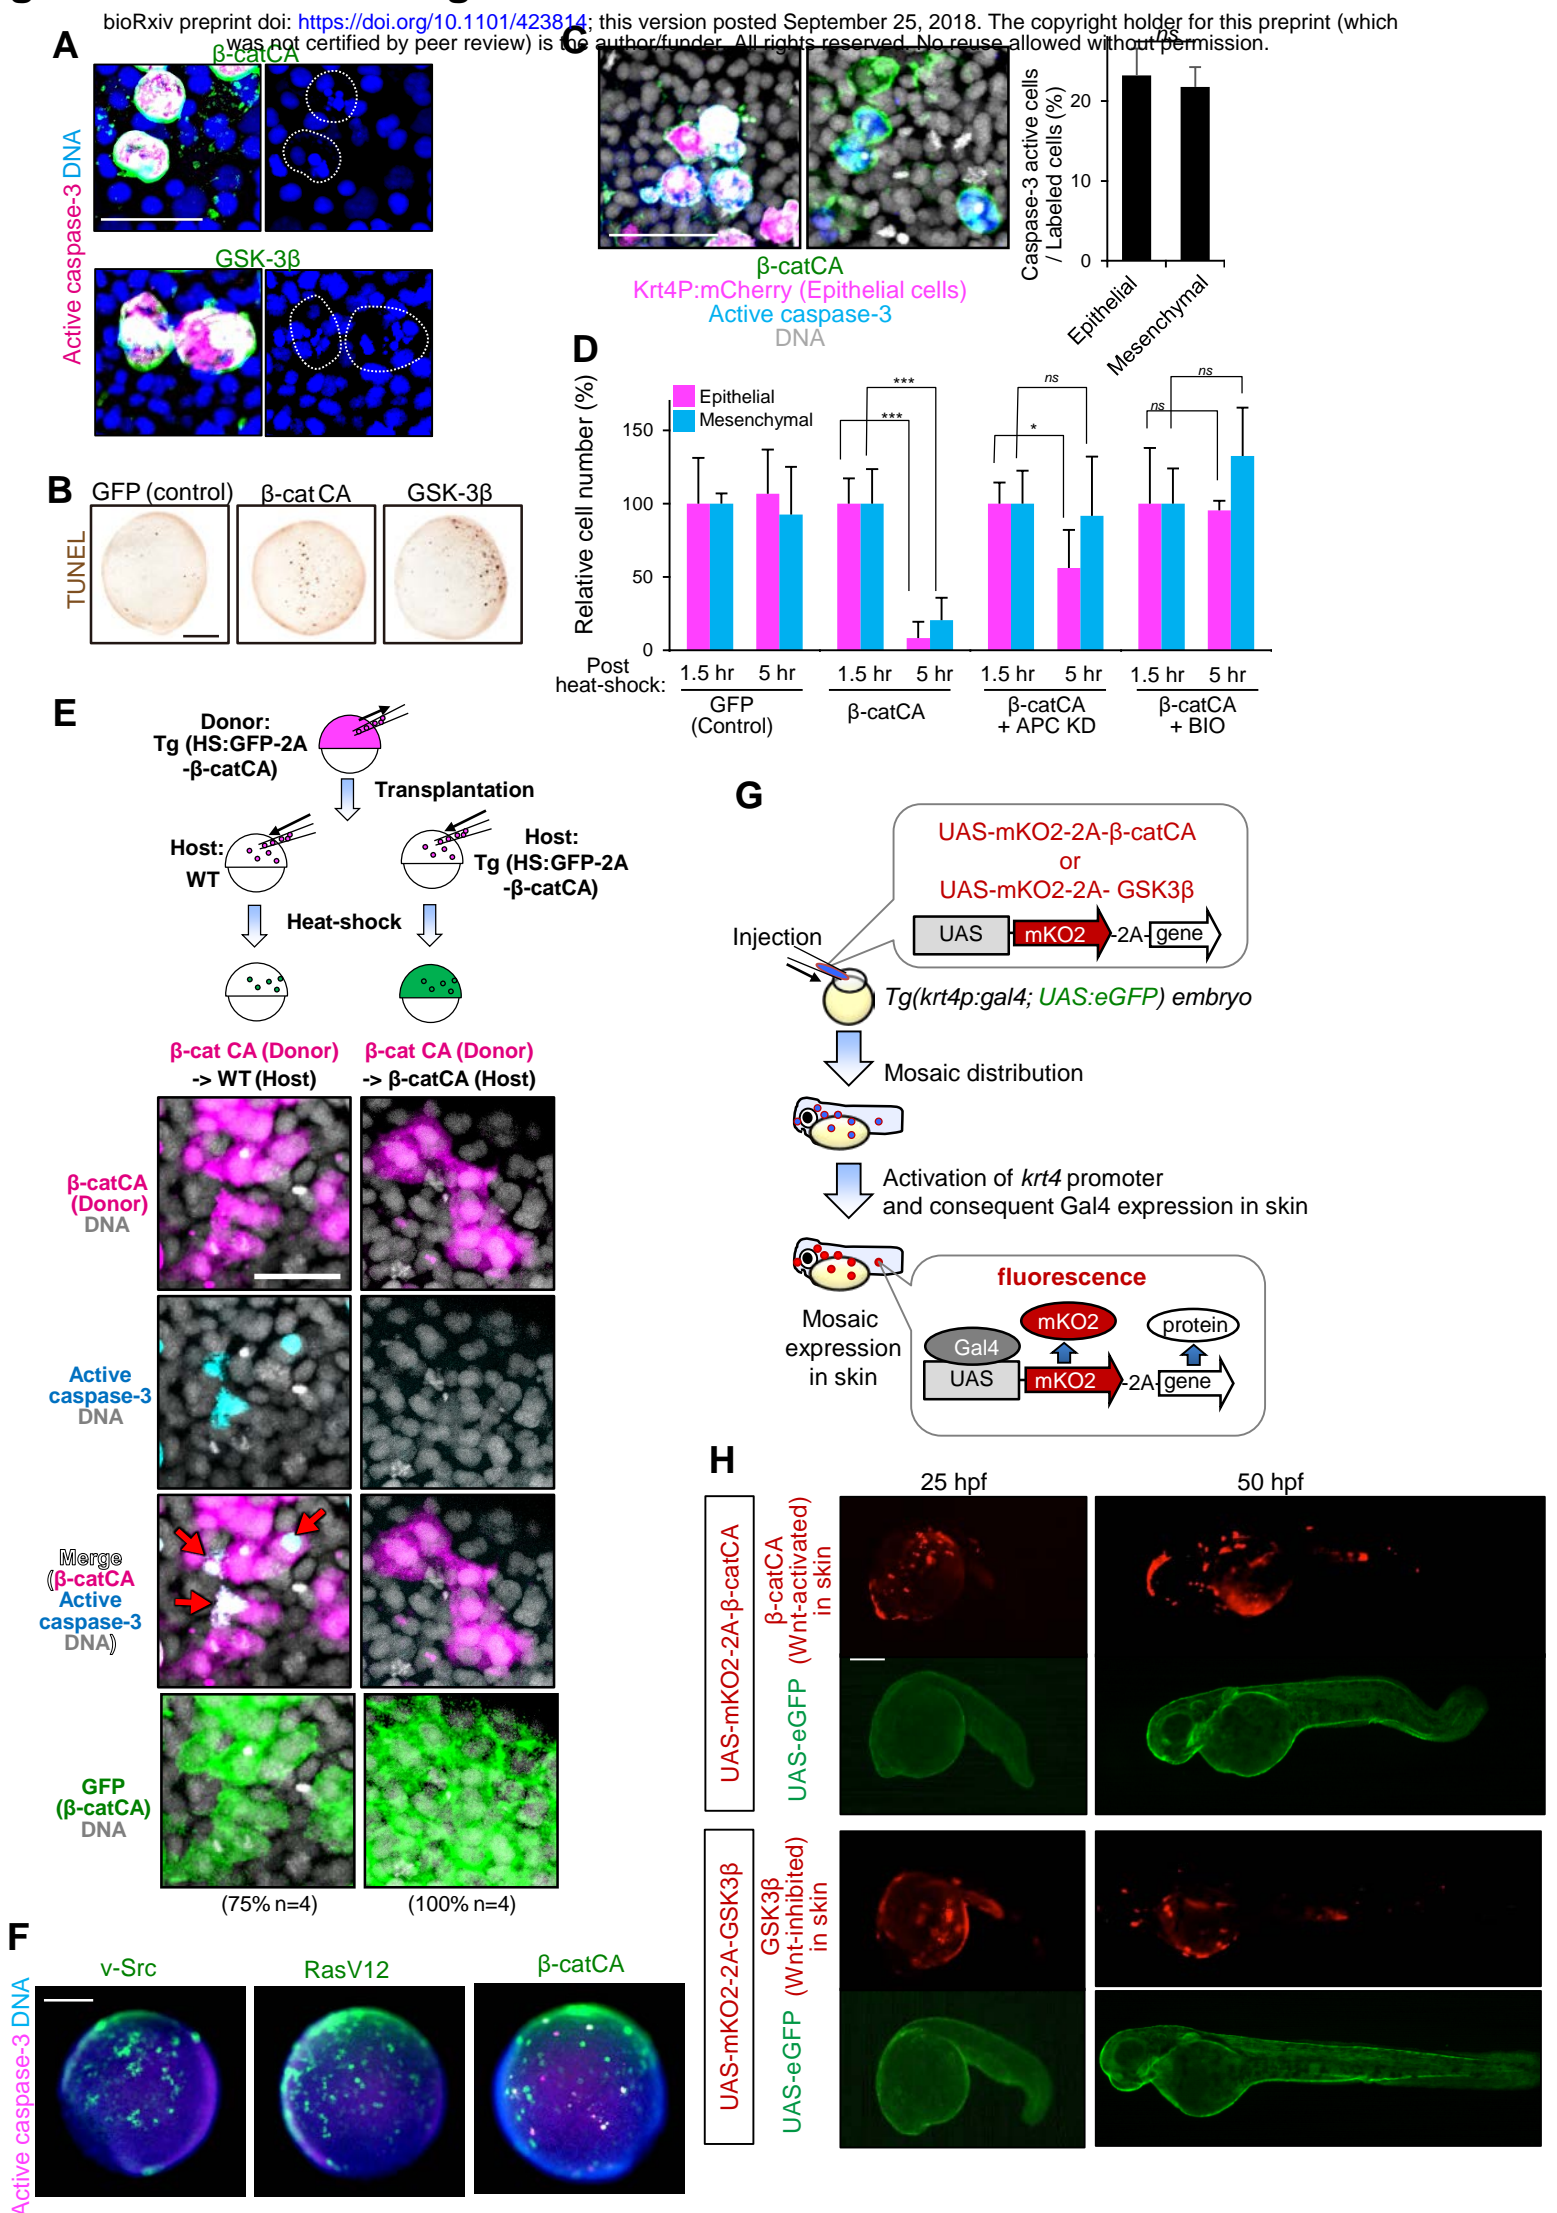 bioRxiv preprint doi: https://doi.org/10.1101/423814; this version posted September 25, 2018. The copyright holder for this preprint (which
was not certified by peer review) is the author/funder. All rights reserved. No reuse allowed without permission.
A
β-catCA
Active caspase-3 DNA
GSK-3β
B
GFP (control)
β-cat CA
GSK-3β
TUNEL
C
β-catCA
Krt4P:mCherry (Epithelial cells)
Active caspase-3
DNA
Caspase-3 active cells
/ Labeled cells (%)
ns
20
10
0
Epithelial
Mesenchymal
D
Relative cell number (%)
Epithelial
Mesenchymal
150
100
50
0
***
***
*
ns
ns
ns
Post
heat-shock:
1.5 hr 5 hr 1.5 hr 5 hr 1.5 hr 5 hr 1.5 hr 5 hr
GFP
(Control)
β-catCA
β-catCA
+ APC KD
β-catCA
+ BIO
E
Donor:
Tg (HS:GFP-2A
-β-catCA)
Transplantation
Host:
WT
Host:
Tg (HS:GFP-2A
-β-catCA)
Heat-shock
β-cat CA (Donor)
-> WT (Host)
β-cat CA (Donor)
-> β-catCA (Host)
β-catCA
(Donor)
DNA
Active
caspase-3
DNA
Merge
(β-catCA
Active
caspase-3
DNA)
GFP
(β-catCA)
DNA
(75% n=4)
(100% n=4)
F
Active caspase-3 DNA
v-Src
RasV12
β-catCA
G
UAS-mKO2-2A-β-catCA
or
UAS-mKO2-2A- GSK3β
UAS mKO2 -2A- gene
Injection
Tg(krt4p:gal4; UAS:eGFP) embryo
Mosaic distribution
Activation of krt4 promoter
and consequent Gal4 expression in skin
Mosaic
expression
in skin
fluorescence
mKO2
protein
Gal4
UAS mKO2 -2A- gene
H
25 hpf
50 hpf
UAS-mKO2-2A-β-catCA
β-catCA
(Wnt-activated)
in skin
UAS-eGFP
UAS-mKO2-2A-GSK3β
GSK3β
(Wnt-inhibited)
in skin
UAS-eGFP